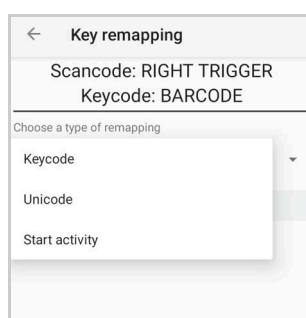 Key remapping
Scancode: RIGHT TRIGGER
Keycode: BARCODE
Choose a type of remapping
Keycode
Unicode
Start activity